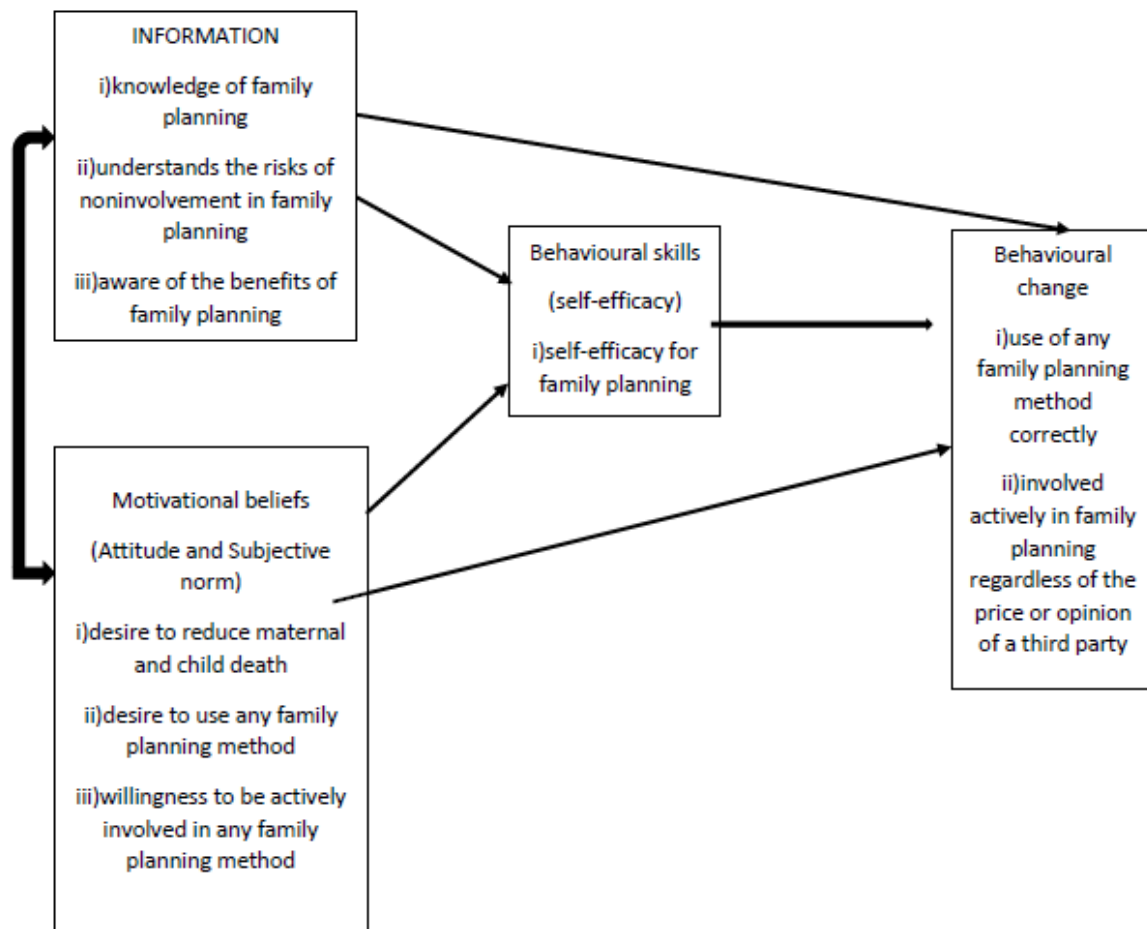 INFORMATION
i)knowledge of family
planning
ii)understands the risks of
noninvolvement in family
planning
iii)aware of the benefits of
family planning
Behavioural skills
(self-efficacy)
i)self-efficacy for
family planning
Behavioural
change
i)use of any
family planning
method
correctly
ii)involved
actively in family
planning
regardless of the
price or opinion
of a third party
Motivational beliefs
(Attitude and Subjective
norm)
i)desire to reduce maternal
and child death
ii)desire to use any family
planning method
iii)willingness to be actively
involved in any family
planning method